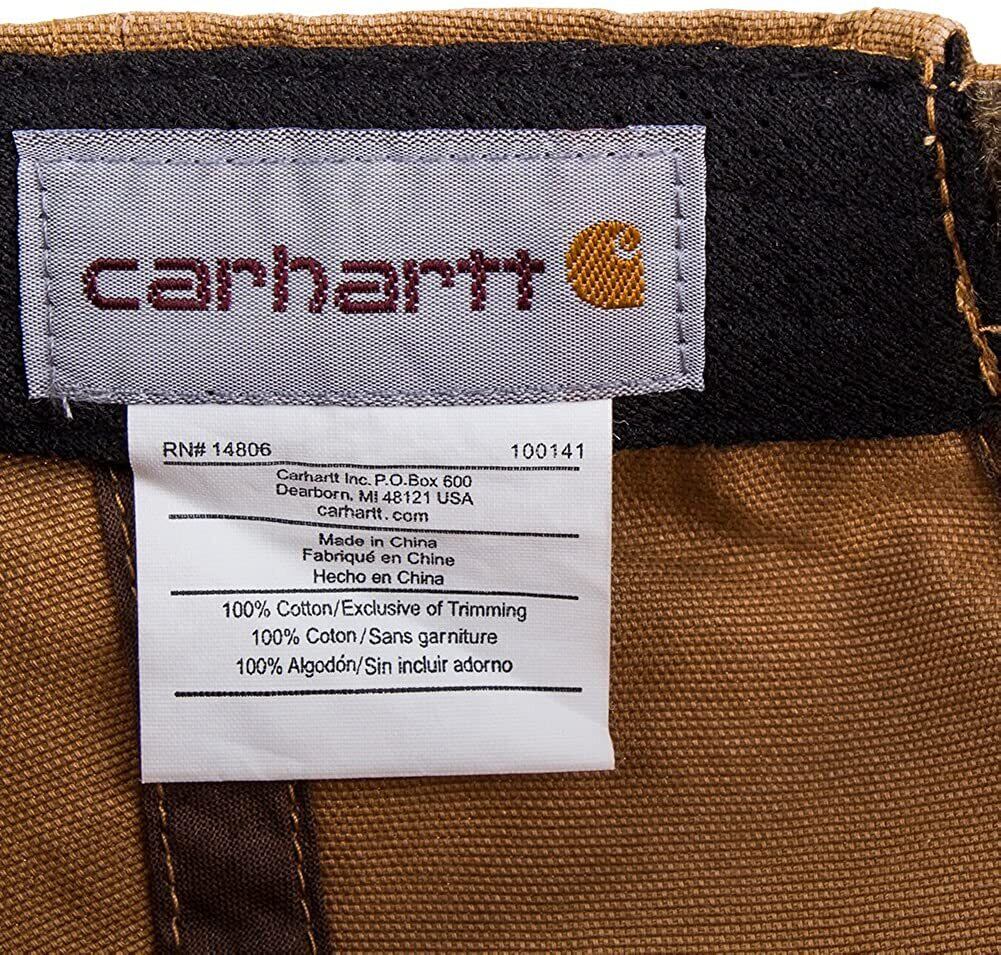 carhartt
RN# 14806 100141
Carhartt Inc. P.O.Box 600
Dearborn, MI 48121 USA
carhartt.com
Made in China
Fabriqué en Chine
Hecho en China
100% Cotton/Exclusive of Trimming
100% Coton/Sans garniture
100% Algodón/Sin incluir adorno